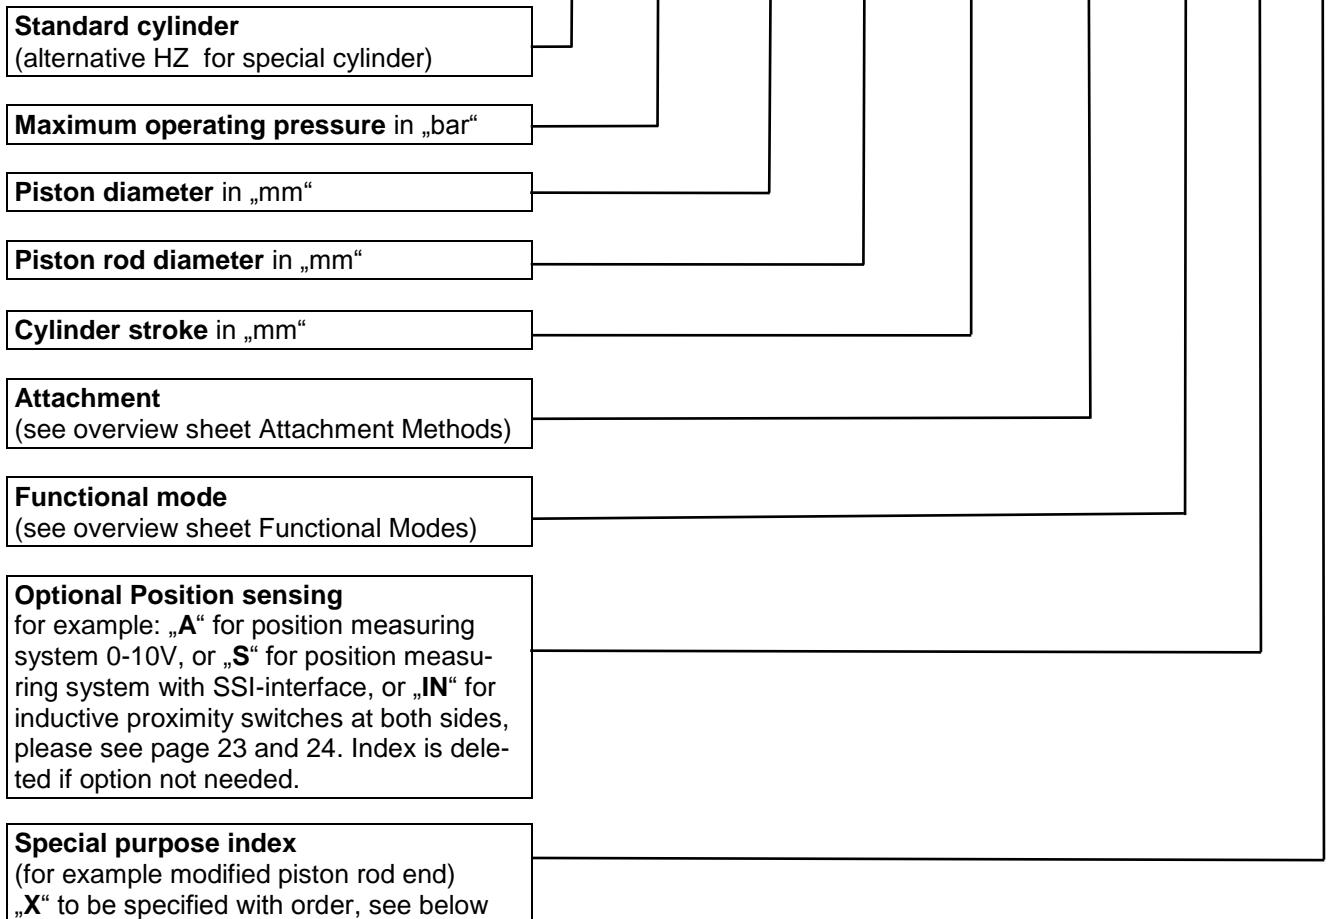 Standard cylinder
(alternative HZ  for special cylinder)
Maximum operating pressure in „bar“
Piston diameter in „mm“
Piston rod diameter in „mm“
Cylinder stroke in „mm“
Attachment
(see overview sheet Attachment Methods)
Functional mode
(see overview sheet Functional Modes)
Optional Position sensing
for example: „A“ for position measuring
system 0-10V, or „S“ for position measu-
ring system with SSI-interface, or „IN“ for
inductive proximity switches at both sides,
please see page 23 and 24. Index is dele-
ted if option not needed.
Special purpose index
(for example modified piston rod end)
„X“ to be specified with order, see below